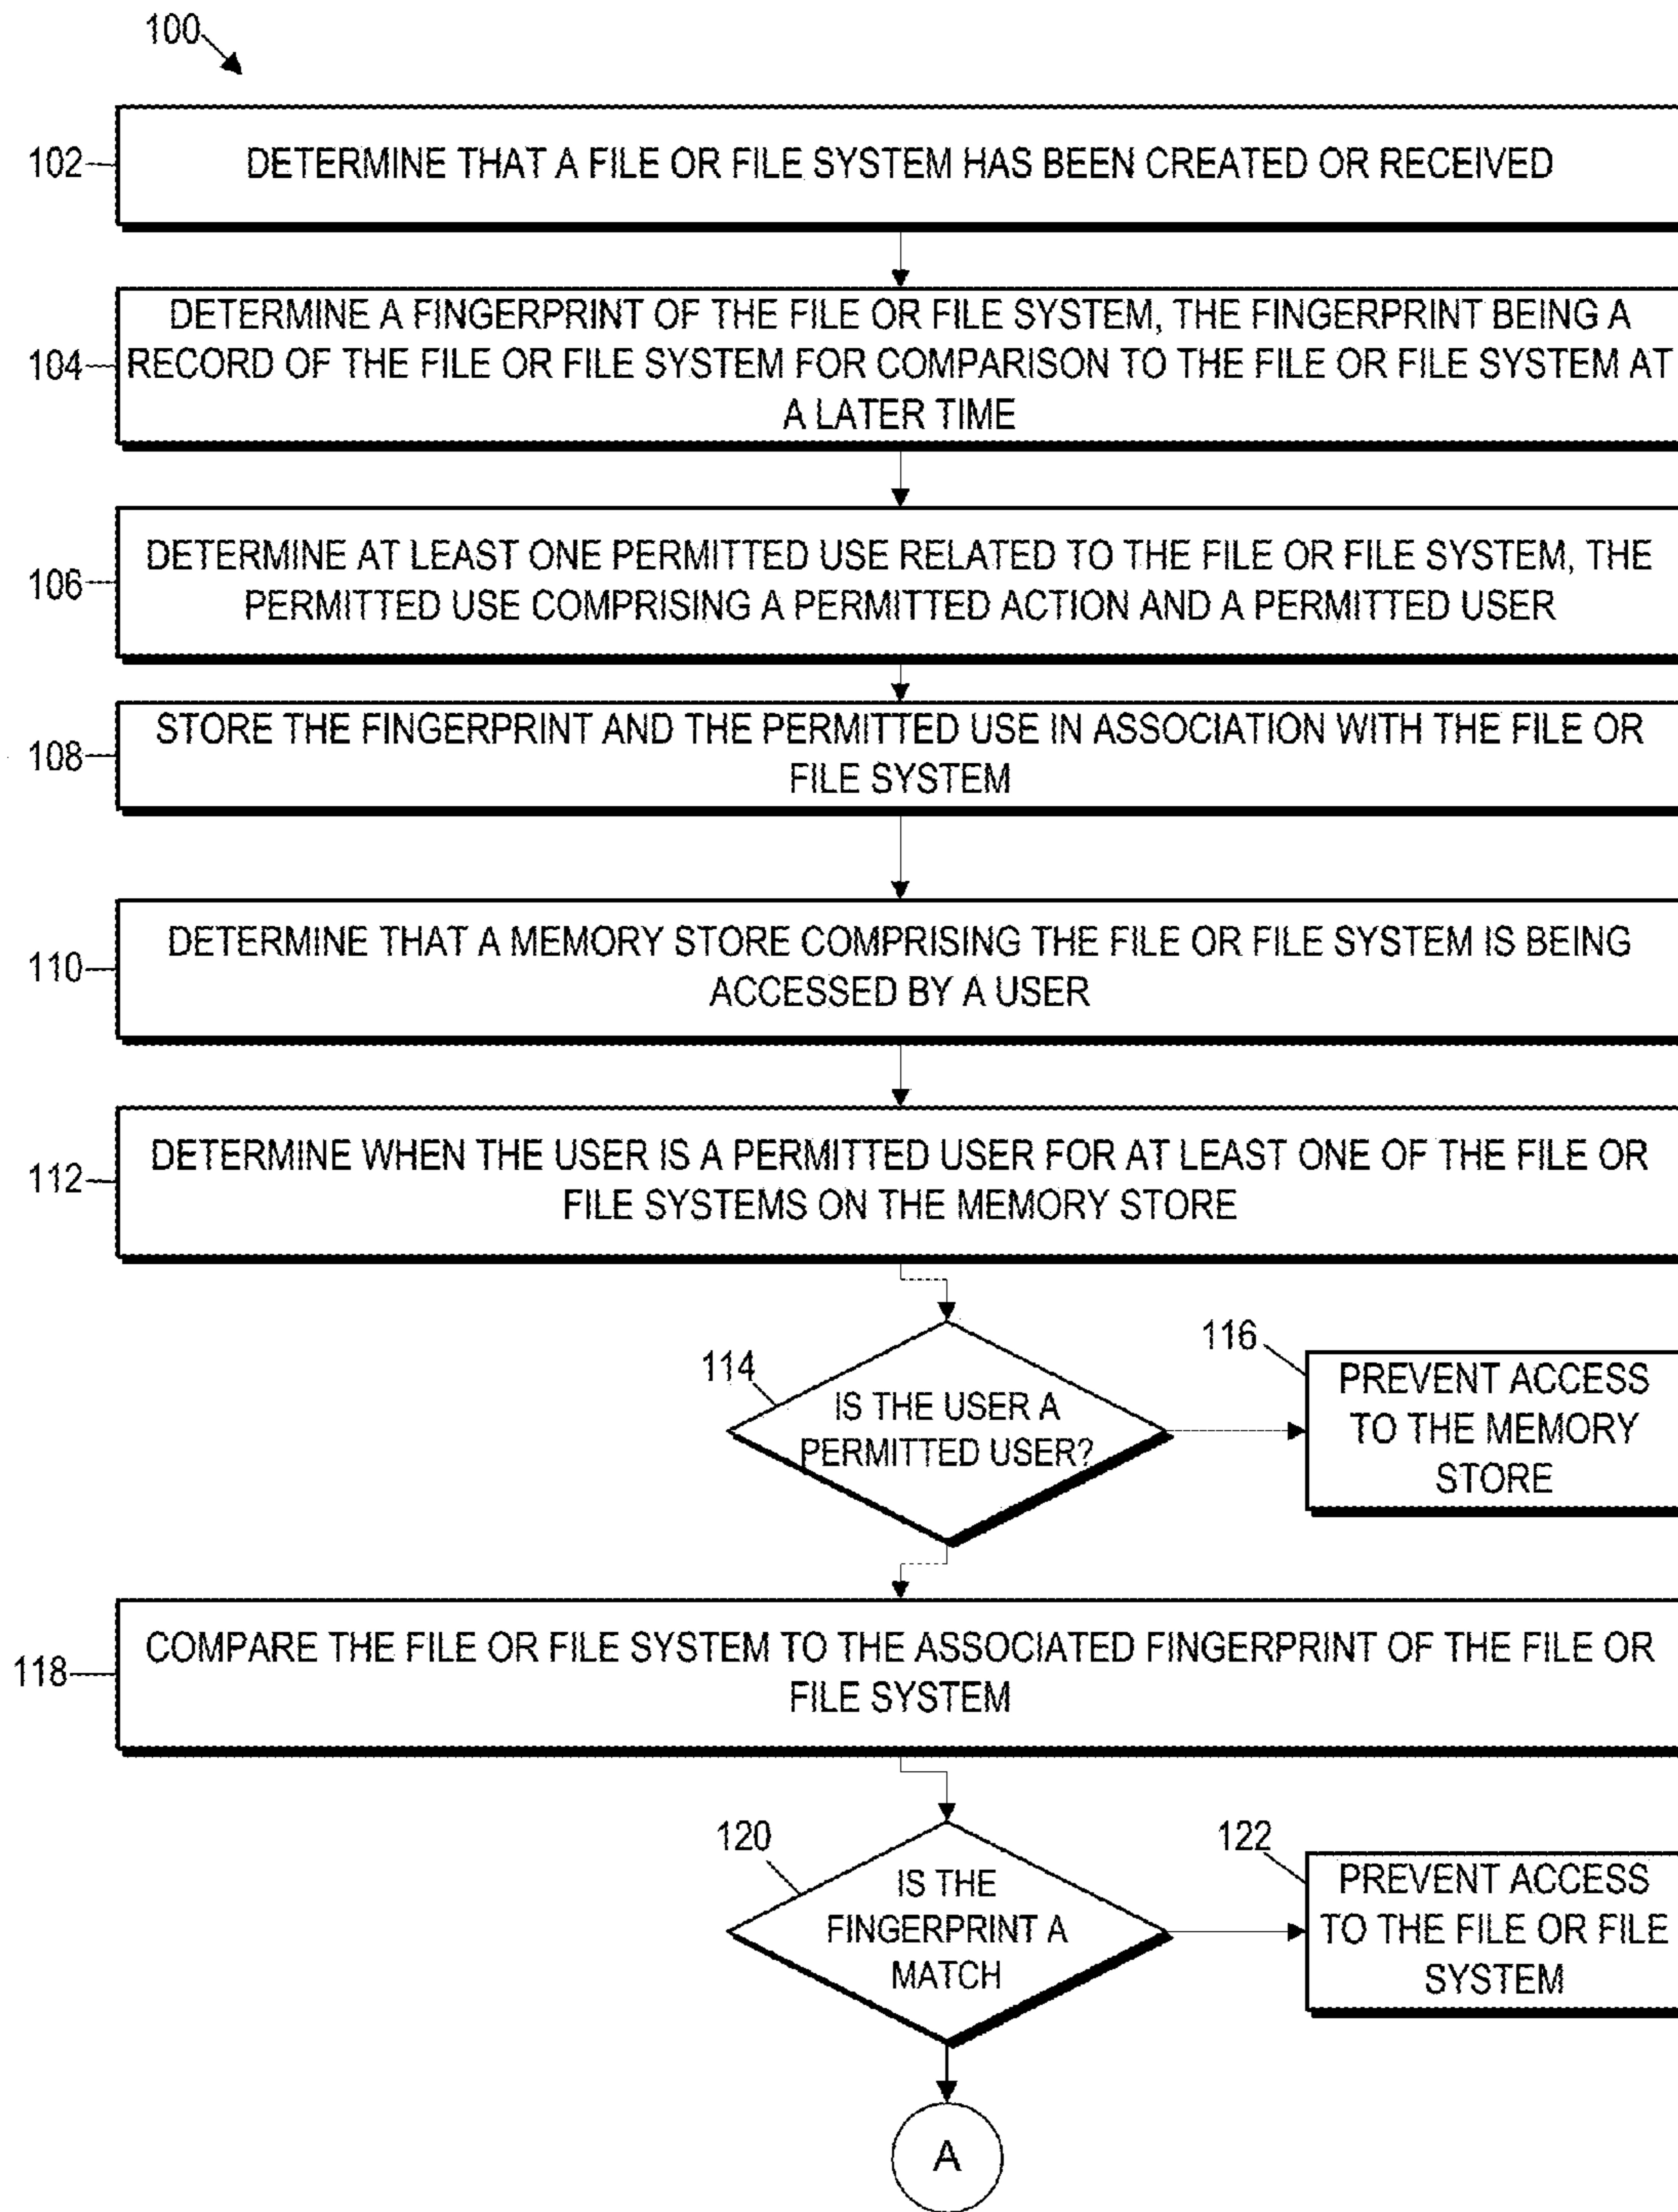 100
102
DETERMINE THAT A FILE OR FILE SYSTEM HAS BEEN CREATED OR RECEIVED
104
DETERMINE A FINGERPRINT OF THE FILE OR FILE SYSTEM, THE FINGERPRINT BEING A
RECORD OF THE FILE OR FILE SYSTEM FOR COMPARISON TO THE FILE OR FILE SYSTEM AT
A LATER TIME
106
DETERMINE AT LEAST ONE PERMITTED USE RELATED TO THE FILE OR FILE SYSTEM, THE
PERMITTED USE COMPRISING A PERMITTED ACTION AND A PERMITTED USER
108
STORE THE FINGERPRINT AND THE PERMITTED USE IN ASSOCIATION WITH THE FILE OR
FILE SYSTEM
110
DETERMINE THAT A MEMORY STORE COMPRISING THE FILE OR FILE SYSTEM IS BEING
ACCESSED BY A USER
112
DETERMINE WHEN THE USER IS A PERMITTED USER FOR AT LEAST ONE OF THE FILE OR
FILE SYSTEMS ON THE MEMORY STORE
114
IS THE USER A
PERMITTED USER?
116
PREVENT ACCESS
TO THE MEMORY
STORE
118
COMPARE THE FILE OR FILE SYSTEM TO THE ASSOCIATED FINGERPRINT OF THE FILE OR
FILE SYSTEM
120
IS THE
FINGERPRINT A
MATCH
122
PREVENT ACCESS
TO THE FILE OR FILE
SYSTEM
A